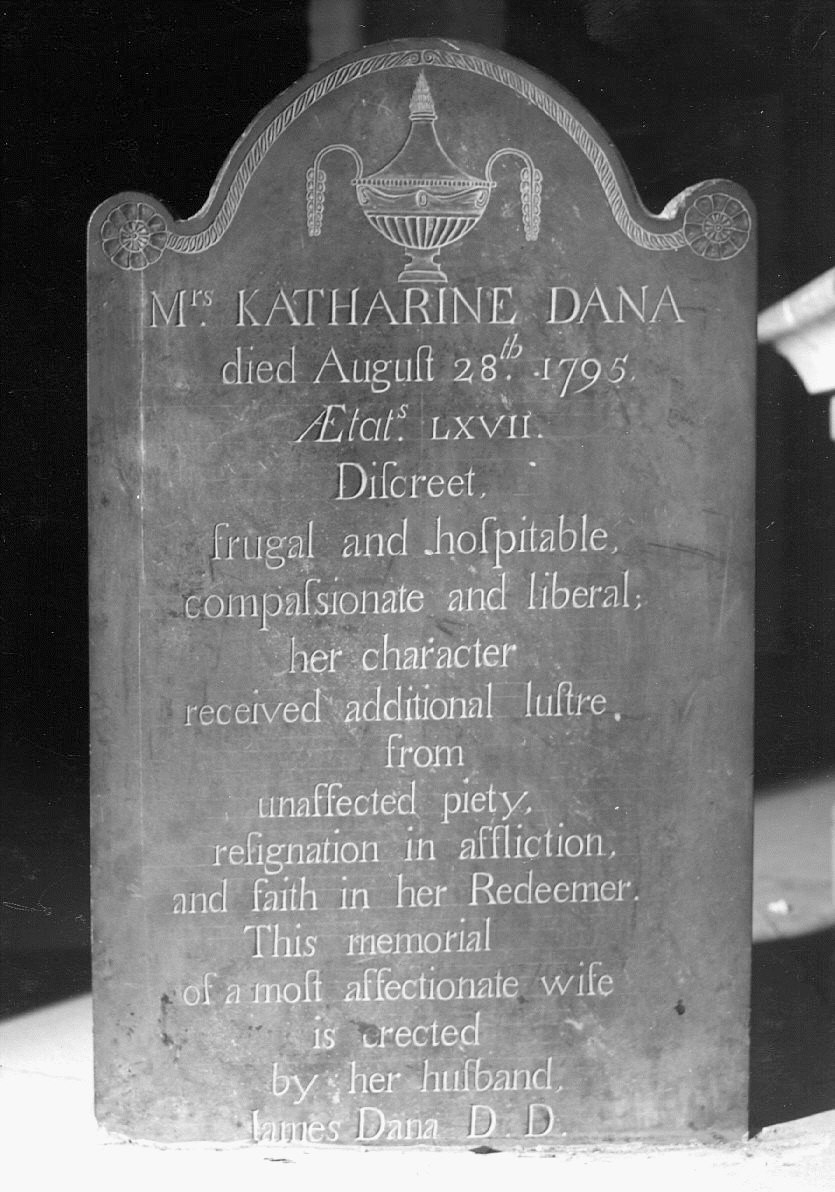 Mrs. KATHARINE DANA
died Auguſt 28.th 1795.
Ætats. LXVII.
Diſcreet,
frugal and hoſpitable,
compaſsionate and liberal;
her character
received additional luſtre
from
unaffected piety,
reſignation in affliction,
and faith in her Redeemer.
This memorial
of a moſt affectionate wife
is erected
by her huſband,
James Dana D. D.